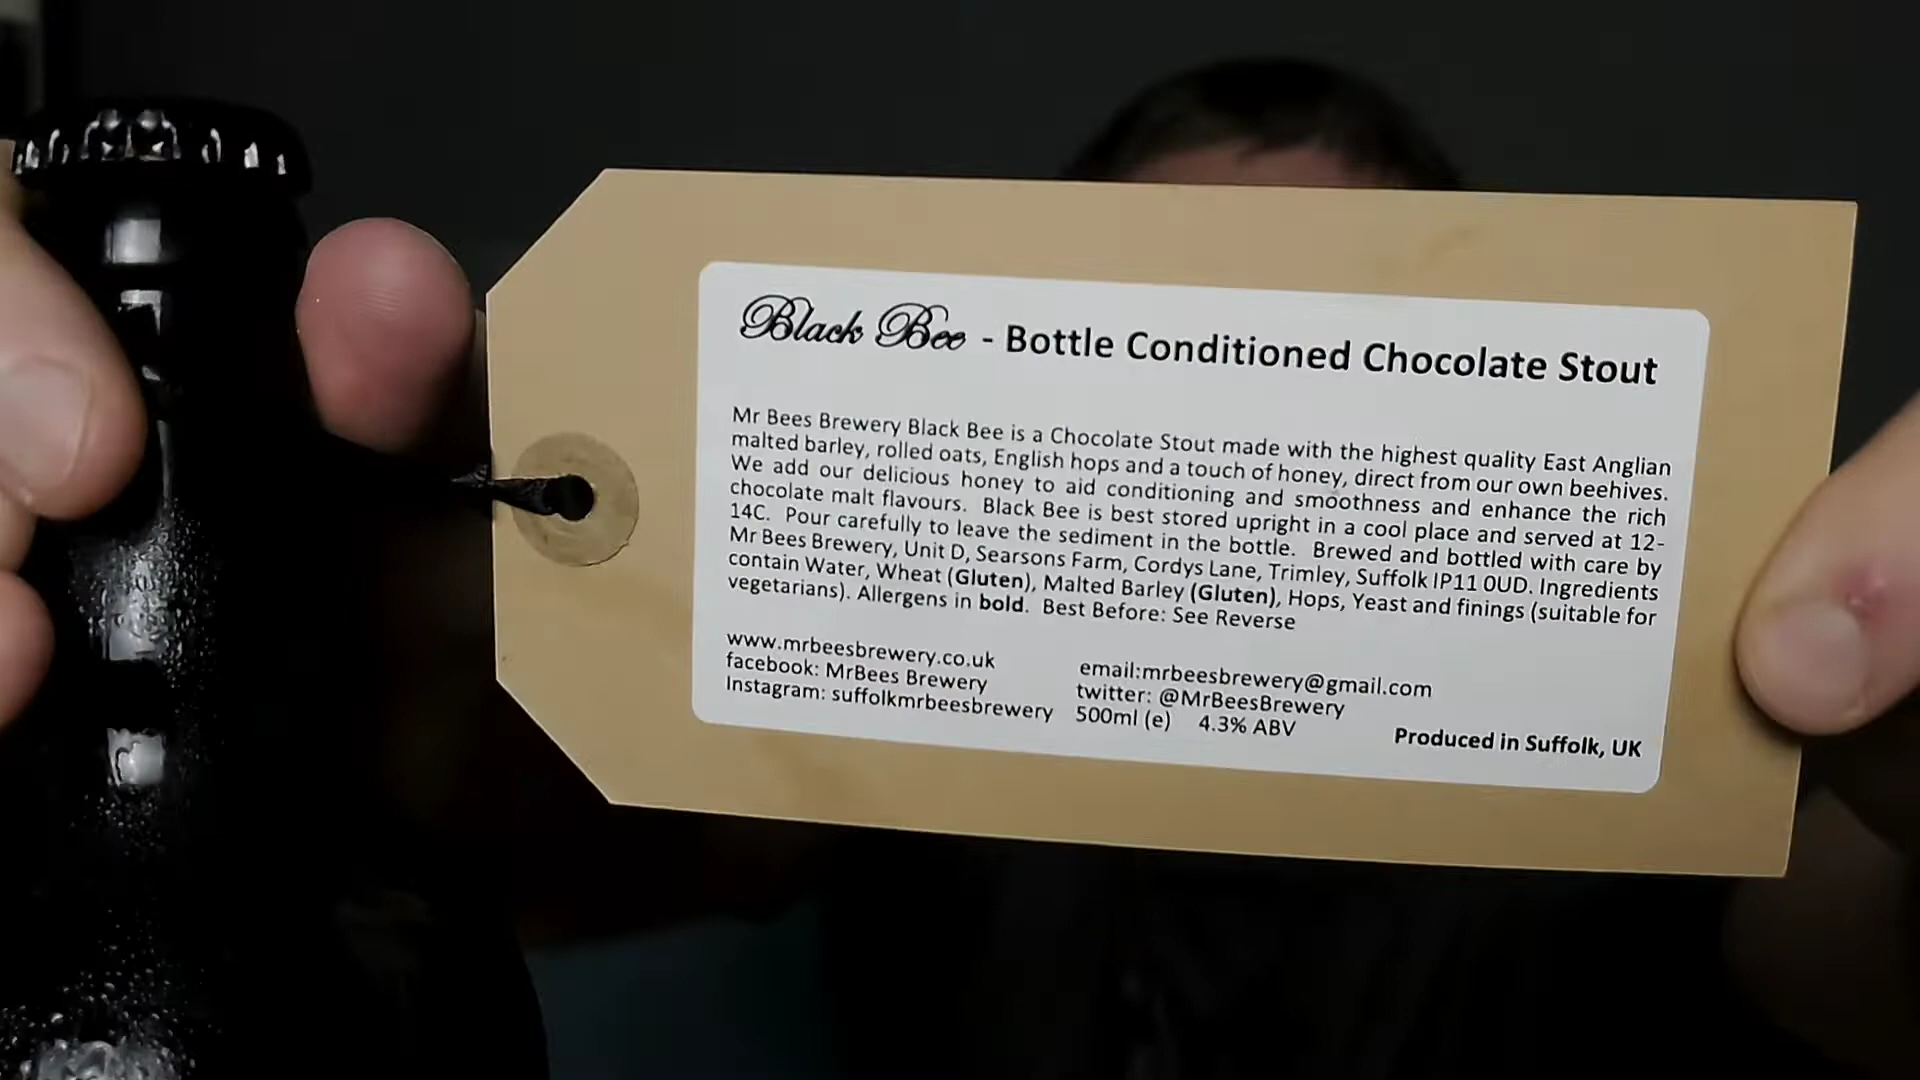 Black Bee - Bottle Conditioned Chocolate Stout
Mr Bees Brewery Black Bee is a Chocolate Stout made with the highest quality East Anglian
malted barley, rolled oats, English hops and a touch of honey, direct from our own beehives.
We add our delicious honey to aid conditioning and smoothness and enhance the rich
chocolate malt flavours. Black Bee is best stored upright in a cool place and served at 12-
14C. Pour carefully to leave the sediment in the bottle. Brewed and bottled with care by
Mr Bees Brewery, Unit D, Searsons Farm, Cordys Lane, Trimley, Suffolk IP11 0UD. Ingredients
contain Water, Wheat (Gluten), Malted Barley (Gluten), Hops, Yeast and finings (suitable for
vegetarians). Allergens in bold. Best Before: See Reverse
www.mrbeesbrewery.co.uk email:mrbeesbrewery@gmail.com
facebook: MrBees Brewery twitter: @MrBeesBrewery
Instagram: suffolkmrbeesbrewery 500ml (e) 4.3% ABV Produced in Suffolk, UK